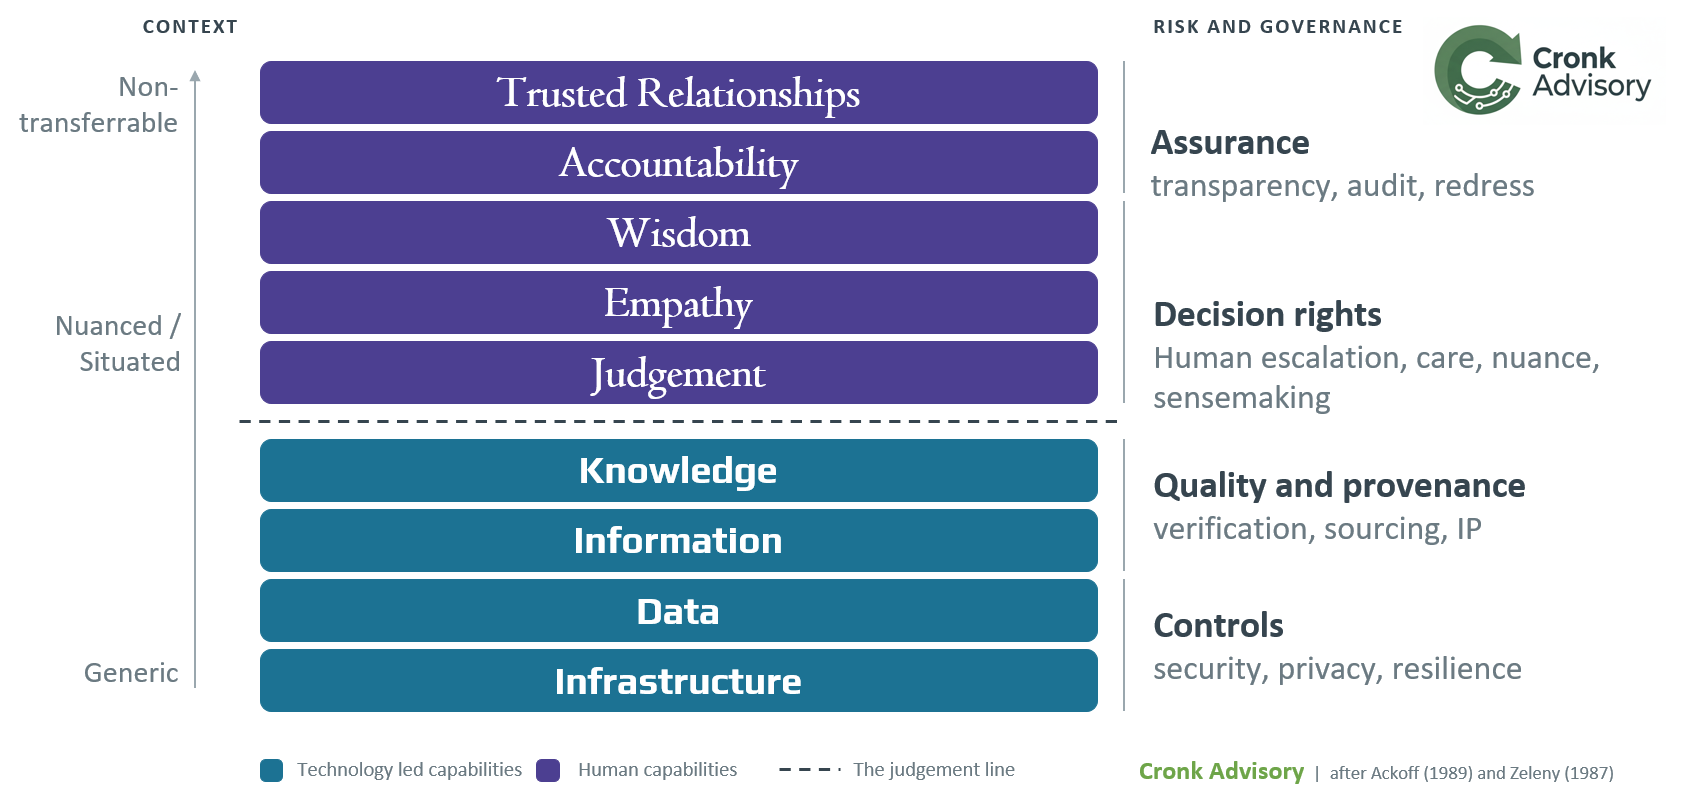 CONTEXT
RISK AND GOVERNANCE
Cronk
Advisory
Non-
transferrable
Nuanced /
Situated
Generic
Trusted Relationships
Accountability
Wisdom
Empathy
Judgement
Knowledge
Information
Data
Infrastructure
Assurance
transparency, audit, redress
Decision rights
Human escalation, care, nuance,
sensemaking
Quality and provenance
verification, sourcing, IP
Controls
security, privacy, resilience
Technology led capabilities
Human capabilities
The judgement line
Cronk Advisory | after Ackoff (1989) and Zeleny (1987)